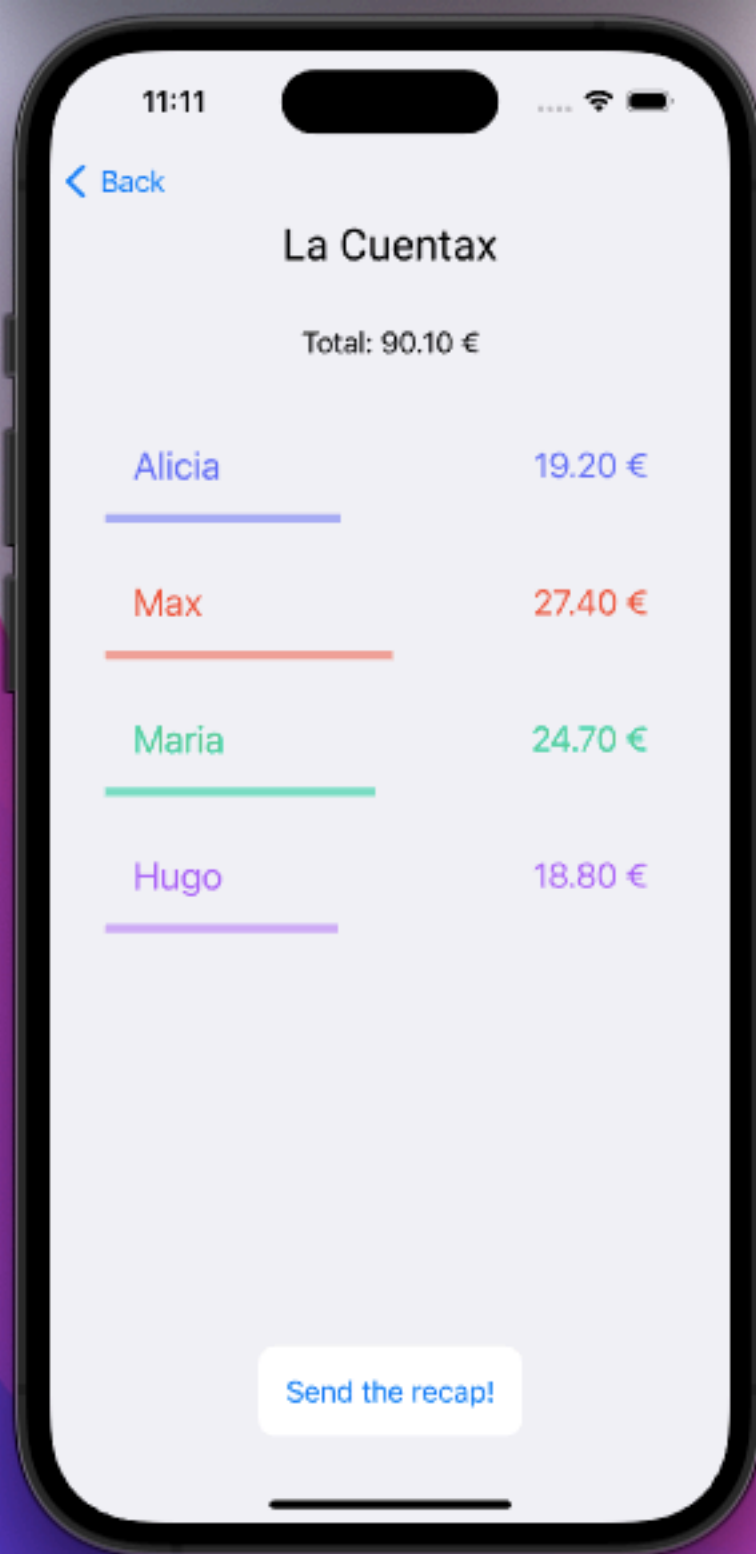 11:11
Back
La Cuentax
Total: 90.10 €
Alicia 19.20 €
Max 27.40 €
Maria 24.70 €
Hugo 18.80 €
Send the recap!